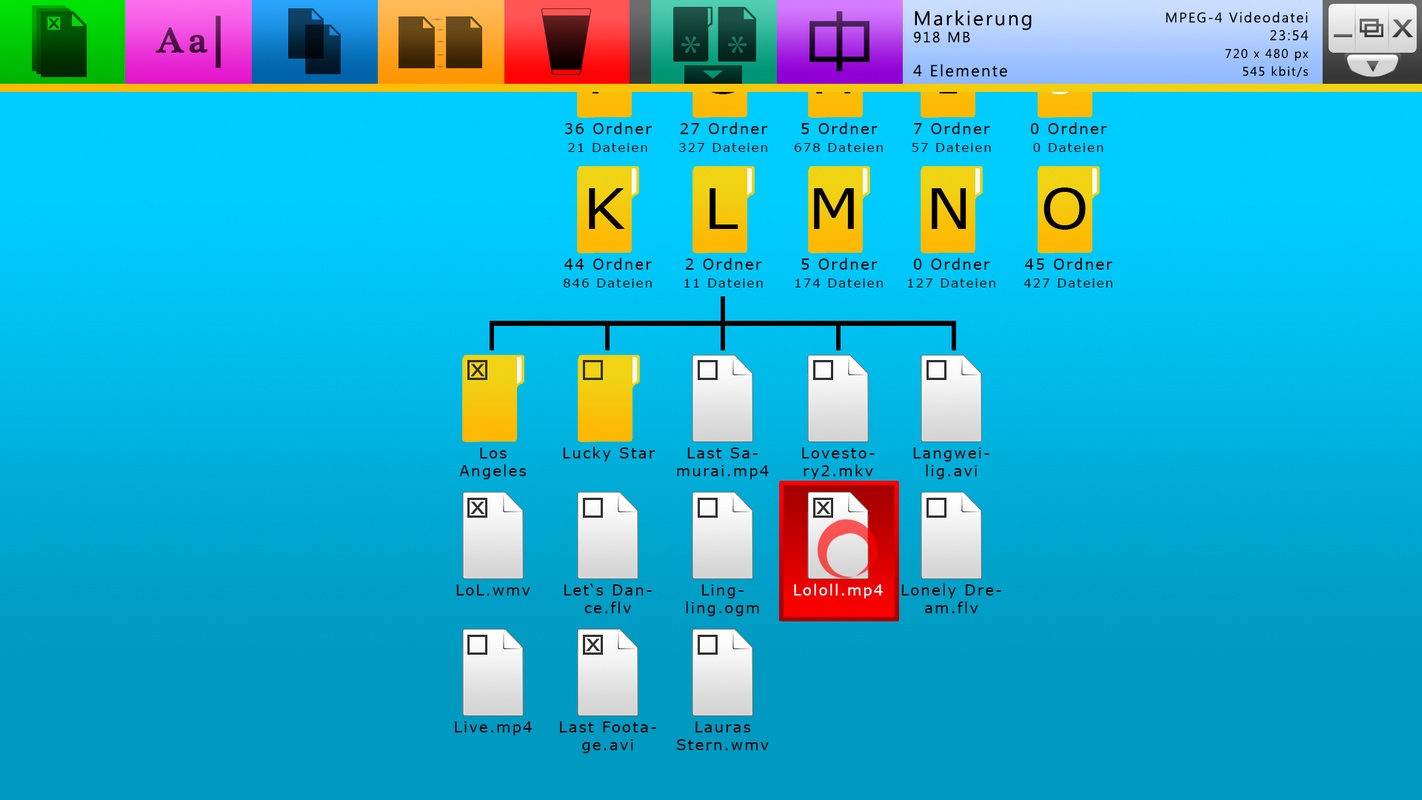 Aa
Markierung
918 MB
4 Elemente
MPEG-4 Videodatei
23:54
720 x 480 px
545 kbit/s
36 Ordner
21 Dateien
27 Ordner
327 Dateien
5 Ordner
678 Dateien
7 Ordner
57 Dateien
0 Ordner
0 Dateien
K
L
M
N
O
44 Ordner
846 Dateien
2 Ordner
11 Dateien
5 Ordner
174 Dateien
0 Ordner
127 Dateien
45 Ordner
427 Dateien
Los
Angeles
Lucky Star
Last Sa-
murai.mp4
Lovesto-
ry2.mkv
Langwei-
lig.avi
LoL.wmv
Let`s Dan-
ce.flv
Ling-
ling.ogm
Lololl.mp4
Lonely Dre-
am.flv
Live.mp4
Last Foota-
ge.avi
Lauras
Stern.wmv